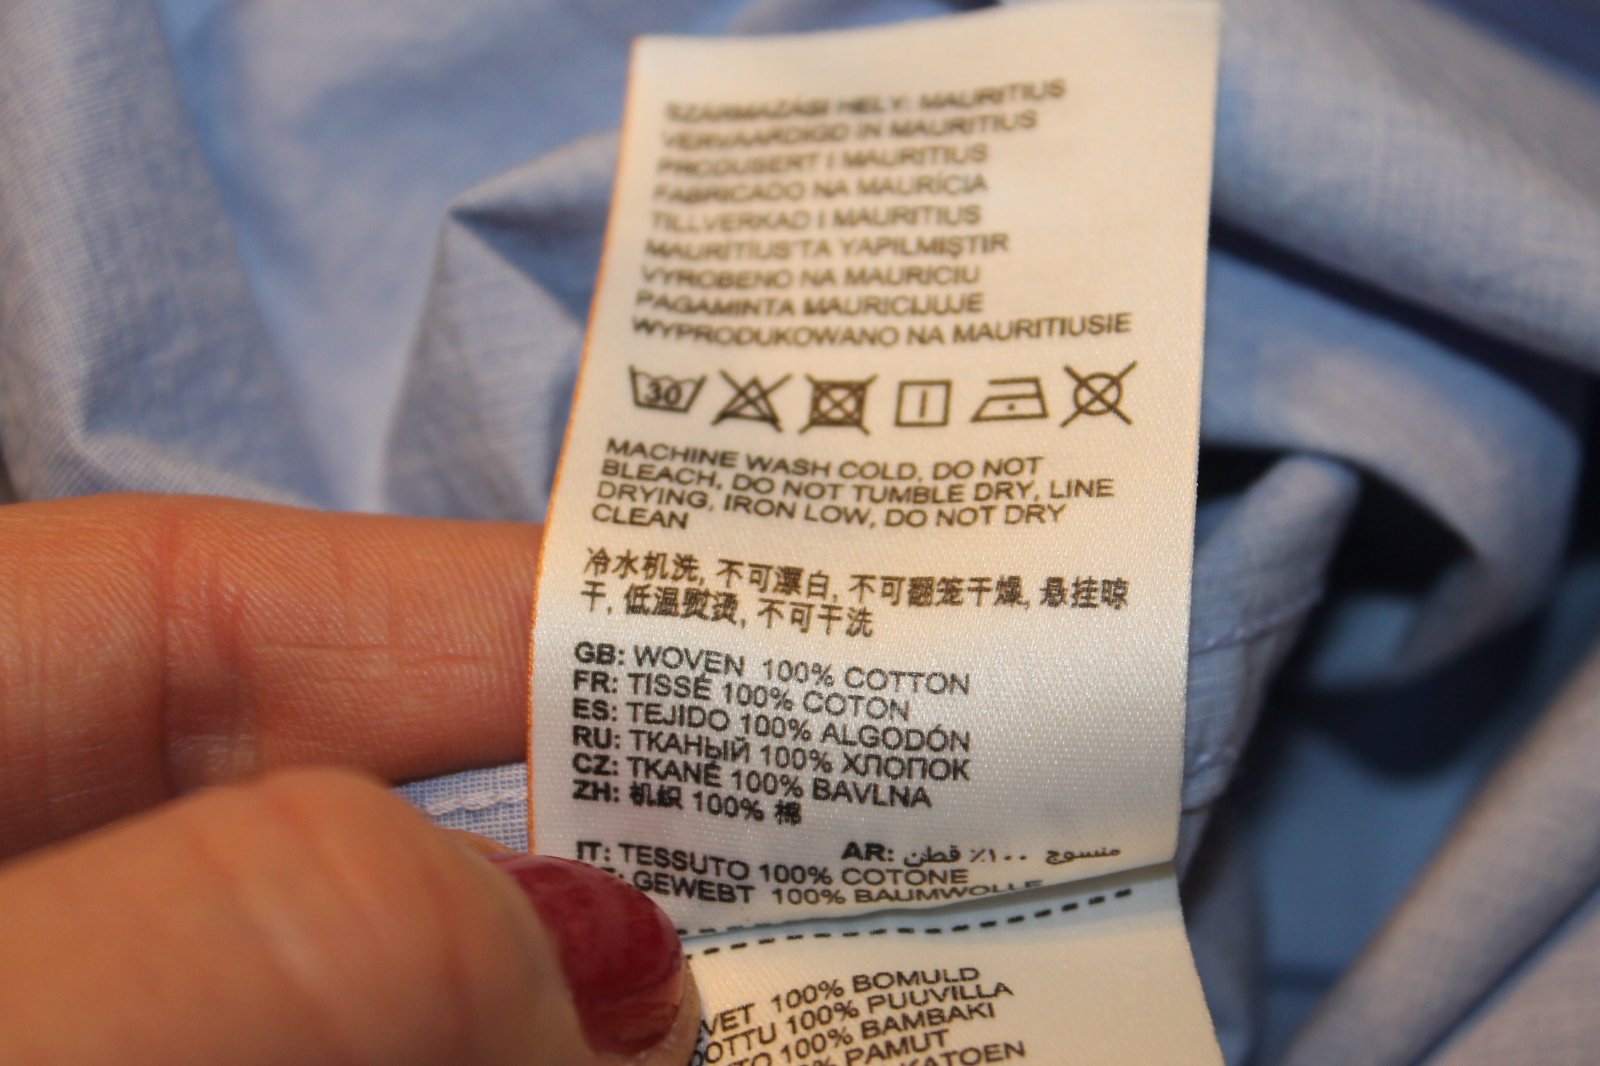 SZÁRMAZÁSI HELY: MAURITIUS
VERVAARDIGD IN MAURITIUS
PRODUSERT I MAURITIUS
FABRICADO NA MAURÍCIA
TILLVERKAD I MAURITIUS
MAURITIUS'TA YAPILMIŞTIR
VYROBENO NA MAURICIU
PAGAMINTA MAURICIJUJE
WYPRODUKOWANO NA MAURITIUSIE
30
MACHINE WASH COLD, DO NOT
BLEACH, DO NOT TUMBLE DRY, LINE
DRYING, IRON LOW, DO NOT DRY
CLEAN
冷水机洗, 不可漂白, 不可翻笼干燥, 悬挂晾
干, 低温熨烫, 不可干洗
GB: WOVEN 100% COTTON
FR: TISSÉ 100% COTON
ES: TEJIDO 100% ALGODÓN
RU: ТКАНЫЙ 100% ХЛОПОК
CZ: TKANÉ 100% BAVLNA
ZH: 机织 100% 棉
AR: منسوج ١٠٠٪ قطن
IT: TESSUTO 100% COTONE
GEWEBT 100% BAUMWOLLE
100% BOMULD
100% PUUVILLA
100% BAMBAKI
% PAMUT